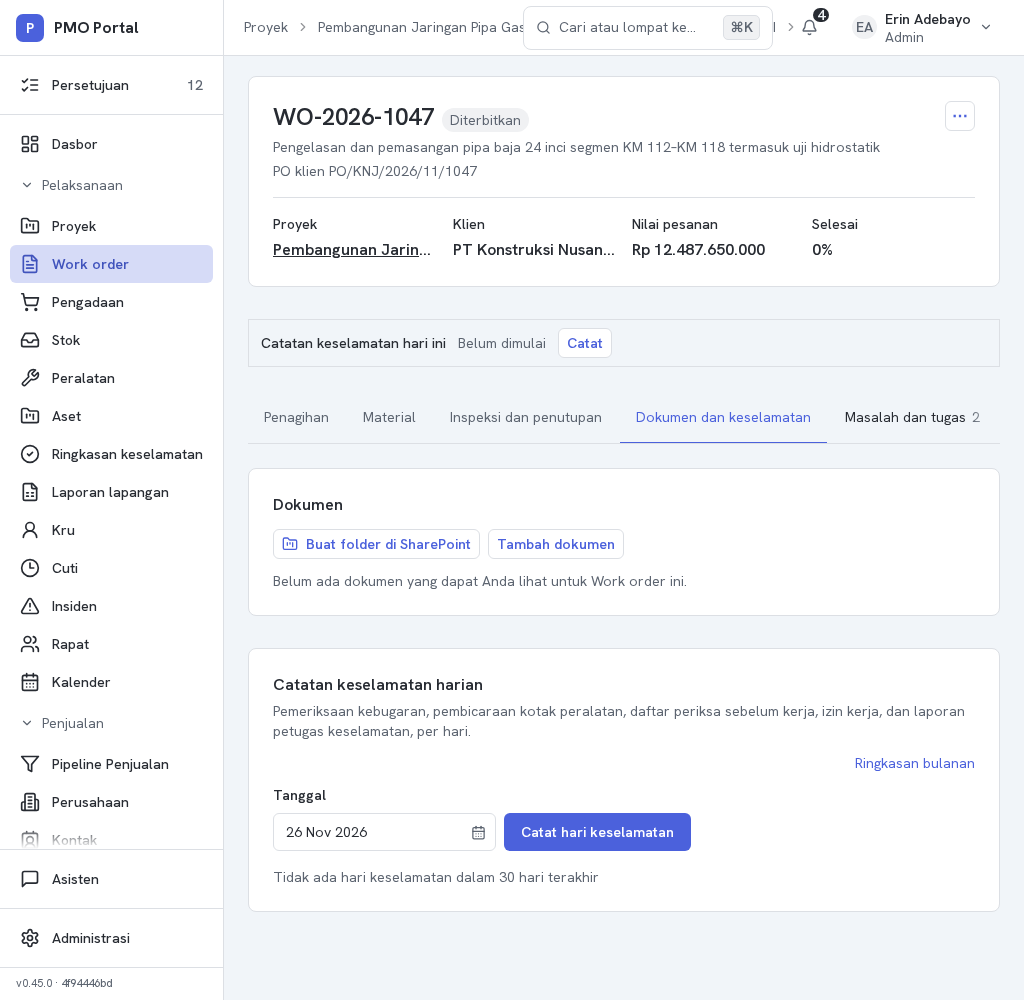 P PMO Portal
Persetujuan 12
Dasbor
Pelaksanaan
Proyek
Work order
Pengadaan
Stok
Peralatan
Aset
Ringkasan keselamatan
Laporan lapangan
Kru
Cuti
Insiden
Rapat
Kalender
Penjualan
Pipeline Penjualan
Perusahaan
Kontak
Asisten
Administrasi
v0.45.0 · 4f94446bd
Proyek > Pembangunan Jaringan Pipa Gas
Cari atau lompat ke... ⌘K
4
EA Erin Adebayo
Admin
WO-2026-1047 Diterbitkan
Pengelasan dan pemasangan pipa baja 24 inci segmen KM 112–KM 118 termasuk uji hidrostatik
PO klien PO/KNJ/2026/11/1047
Proyek Klien Nilai pesanan Selesai
Pembangunan Jarin... PT Konstruksi Nusan... Rp 12.487.650.000 0%
Catatan keselamatan hari ini Belum dimulai Catat
Penagihan Material Inspeksi dan penutupan Dokumen dan keselamatan Masalah dan tugas 2
Dokumen
Buat folder di SharePoint Tambah dokumen
Belum ada dokumen yang dapat Anda lihat untuk Work order ini.
Catatan keselamatan harian
Pemeriksaan kebugaran, pembicaraan kotak peralatan, daftar periksa sebelum kerja, izin kerja, dan laporan
petugas keselamatan, per hari.
Ringkasan bulanan
Tanggal
26 Nov 2026 Catat hari keselamatan
Tidak ada hari keselamatan dalam 30 hari terakhir